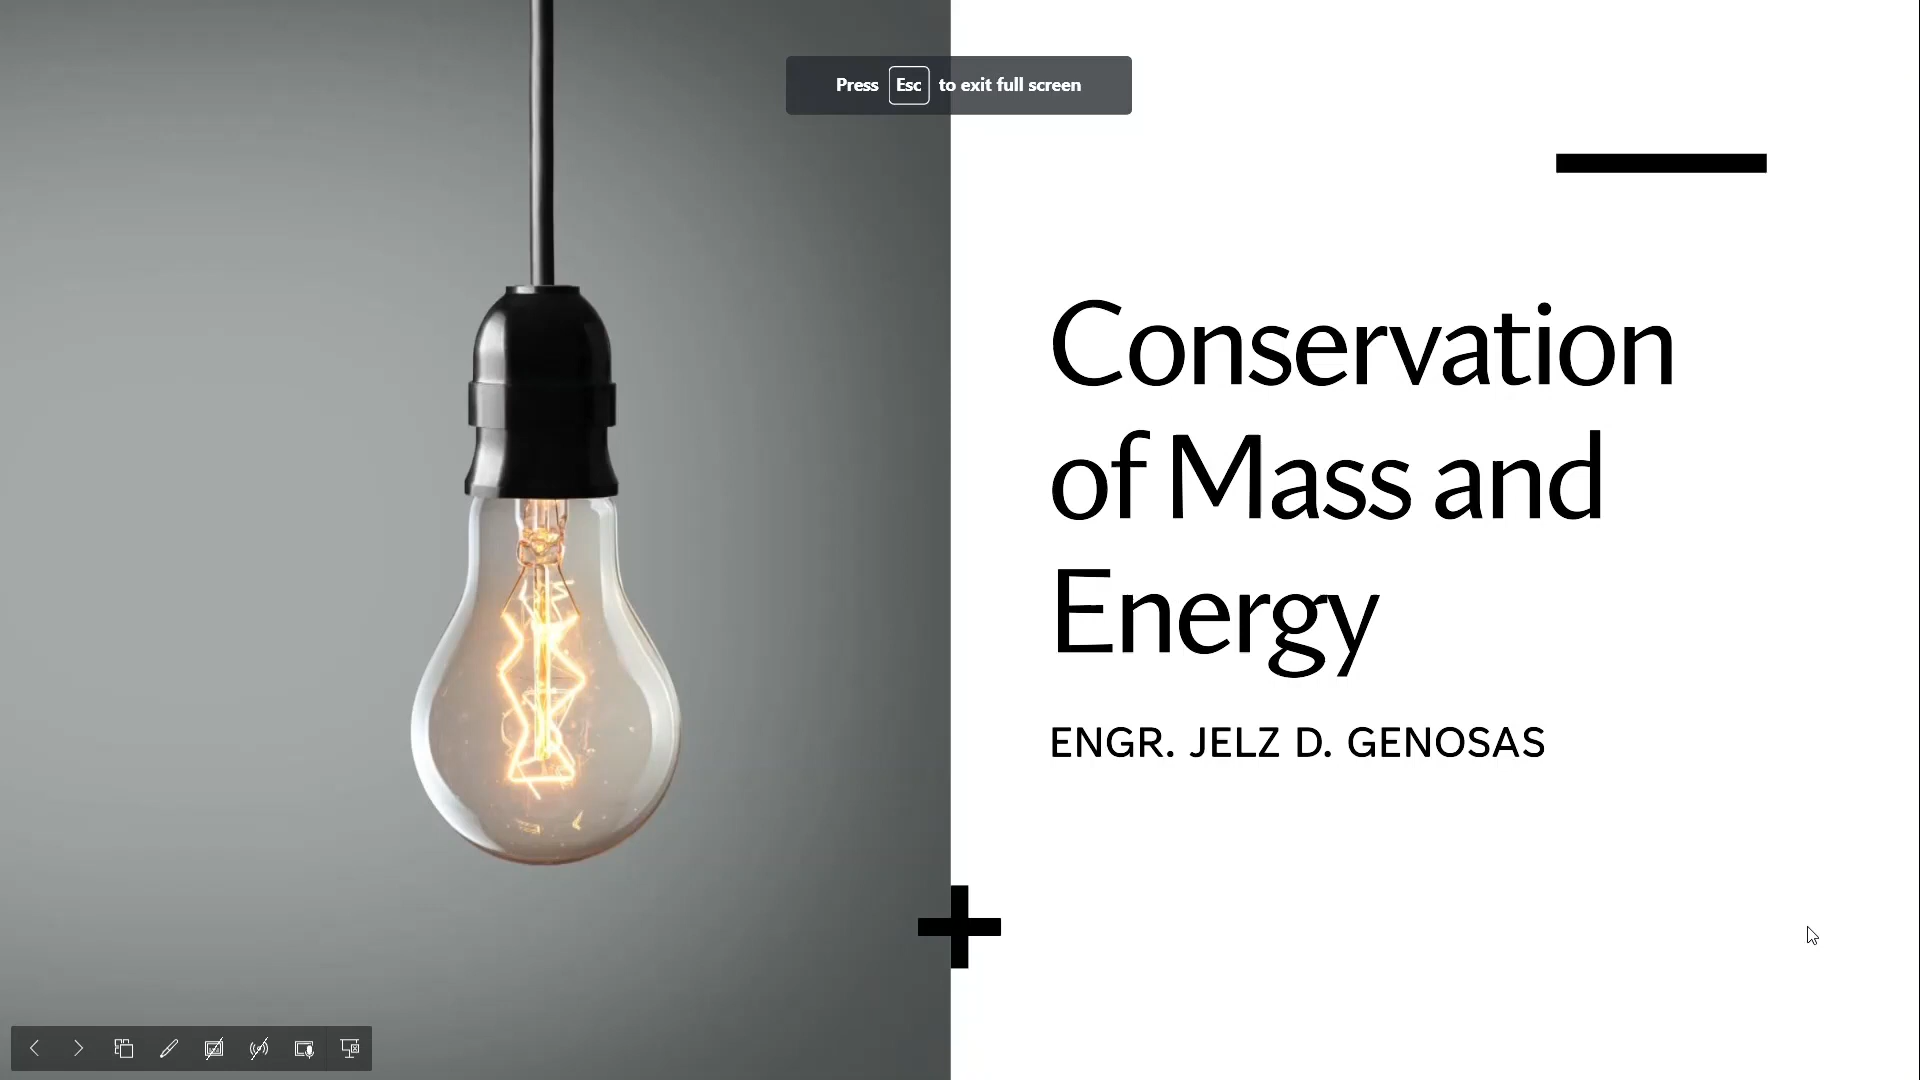 Press Esc to exit full screen
Conservation
of Mass and
Energy
ENGR. JELZ D. GENOSAS